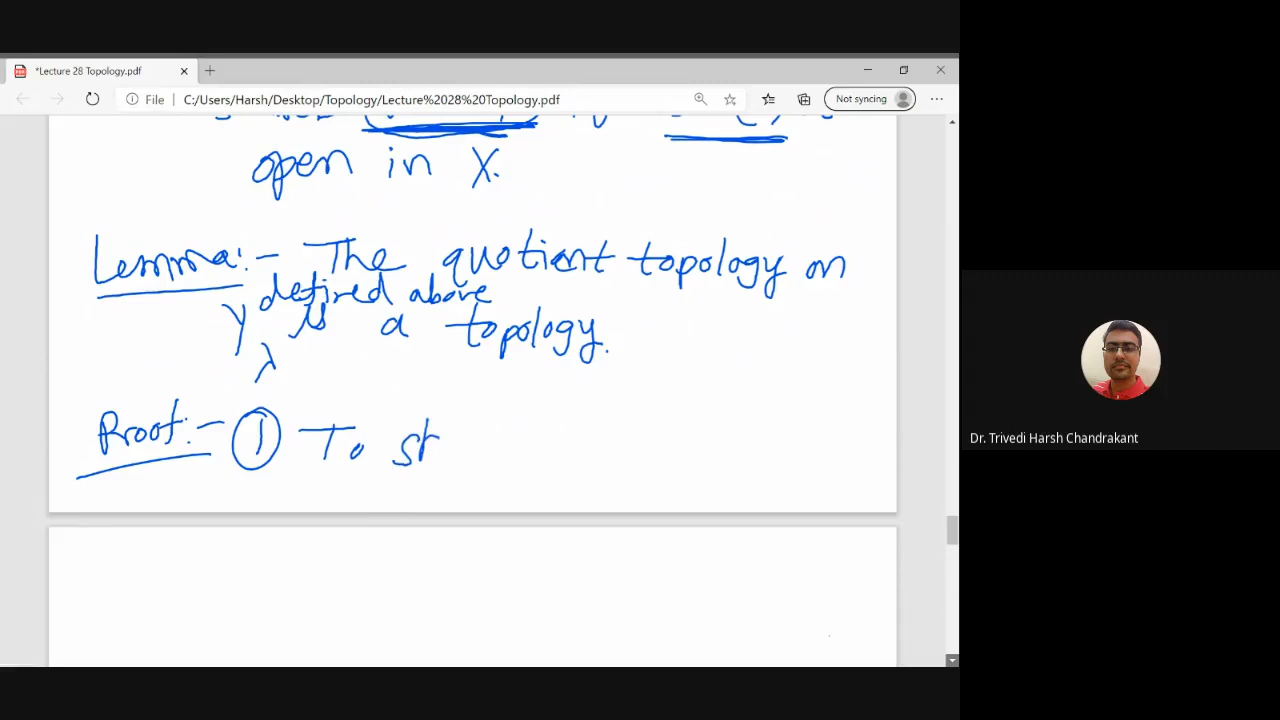 *Lecture 28 Topology.pdf
File | C:/Users/Harsh/Desktop/Topology/Lecture%2028%20Topology.pdf
Not syncing
open in X.
Lemma:- The quotient topology on
Y defined above
is a topology.
Proof:- ① To sh
Dr. Trivedi Harsh Chandrakant